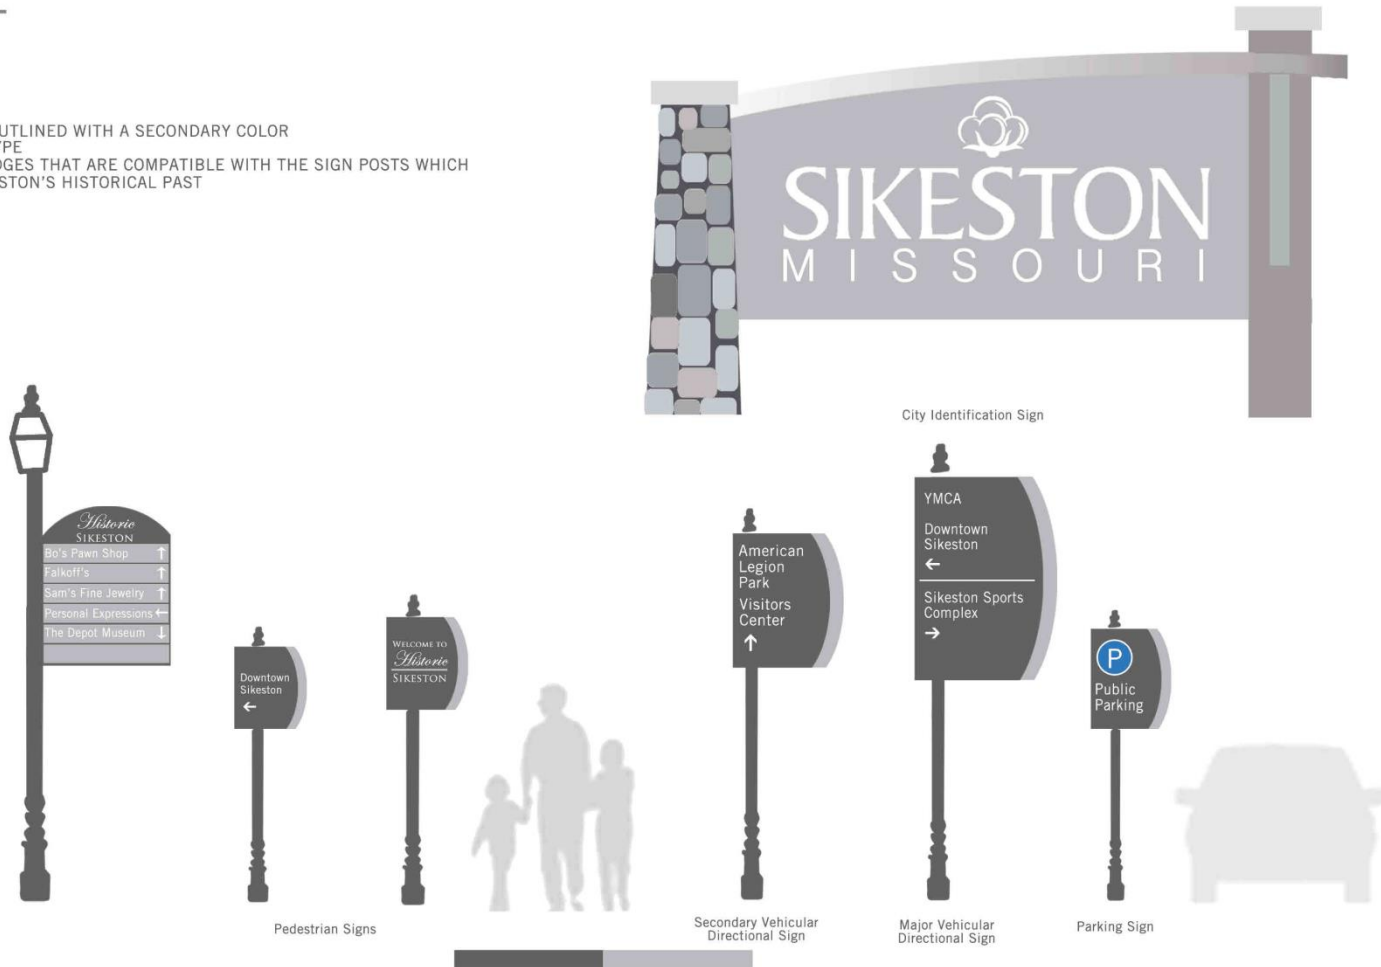 UTLINED WITH A SECONDARY COLOR
YPE
DGES THAT ARE COMPATIBLE WITH THE SIGN POSTS WHICH
STON'S HISTORICAL PAST
SIKESTON
MISSOURI
City Identification Sign
Historic
SIKESTON
Bo's Pawn Shop ↑
Falkoff's ↑
Sam's Fine Jewelry ↑
Personal Expressions ←
The Depot Museum ↓
Downtown
Sikeston
←
WELCOME TO
Historic
SIKESTON
Pedestrian Signs
American
Legion
Park
Visitors
Center
↑
Secondary Vehicular
Directional Sign
YMCA
Downtown
Sikeston
←
Sikeston Sports
Complex
→
Major Vehicular
Directional Sign
P
Public
Parking
Parking Sign